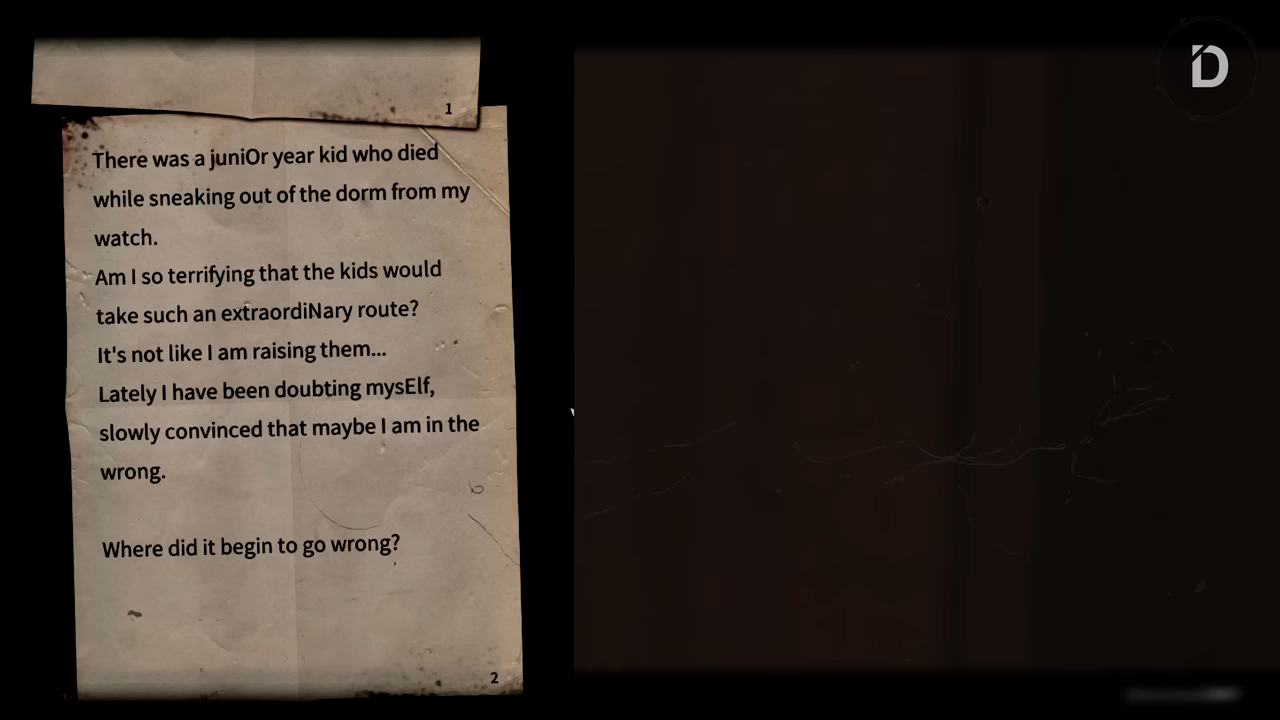 1
There was a juniOr year kid who died
while sneaking out of the dorm from my
watch.
Am I so terrifying that the kids would
take such an extraordiNary route?
It's not like I am raising them...
Lately I have been doubting mysElf,
slowly convinced that maybe I am in the
wrong.
Where did it begin to go wrong?
2
D